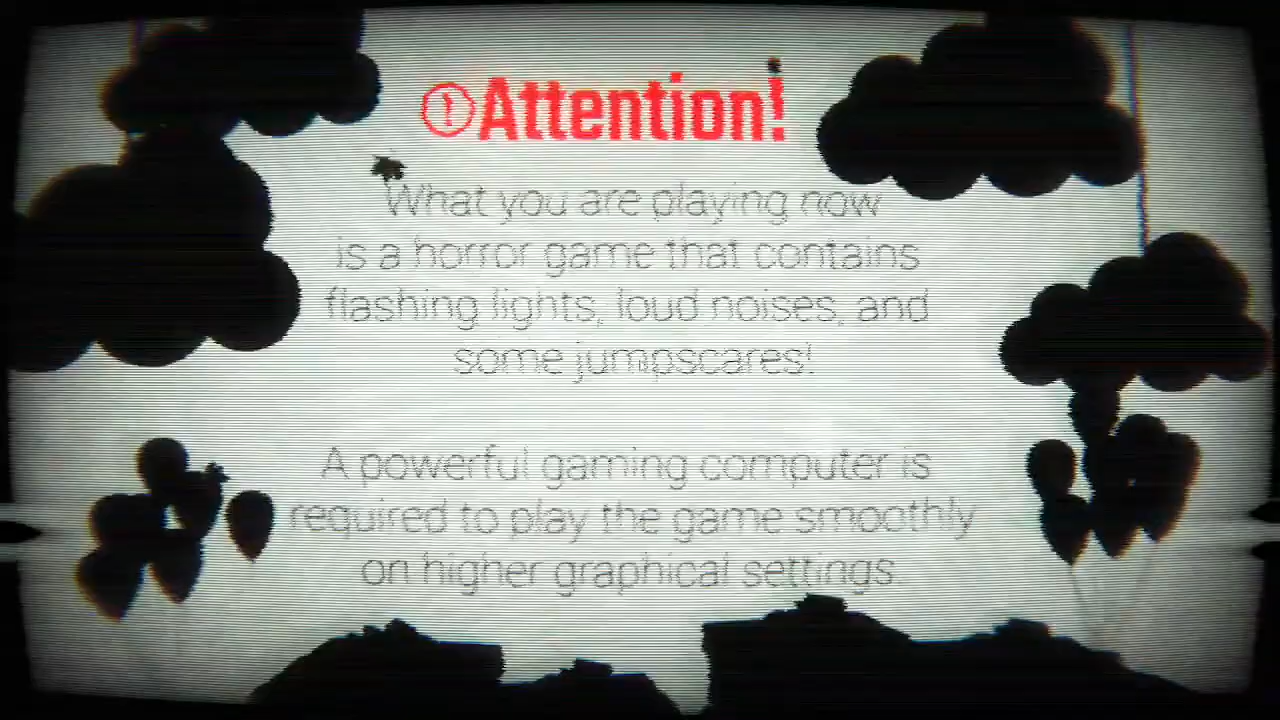 Attention!
What you are playing now
is a horror game that contains
flashing lights, loud noises, and
some jumpscares!
A powerful gaming computer is
required to play the game smoothly
on higher graphical settings.